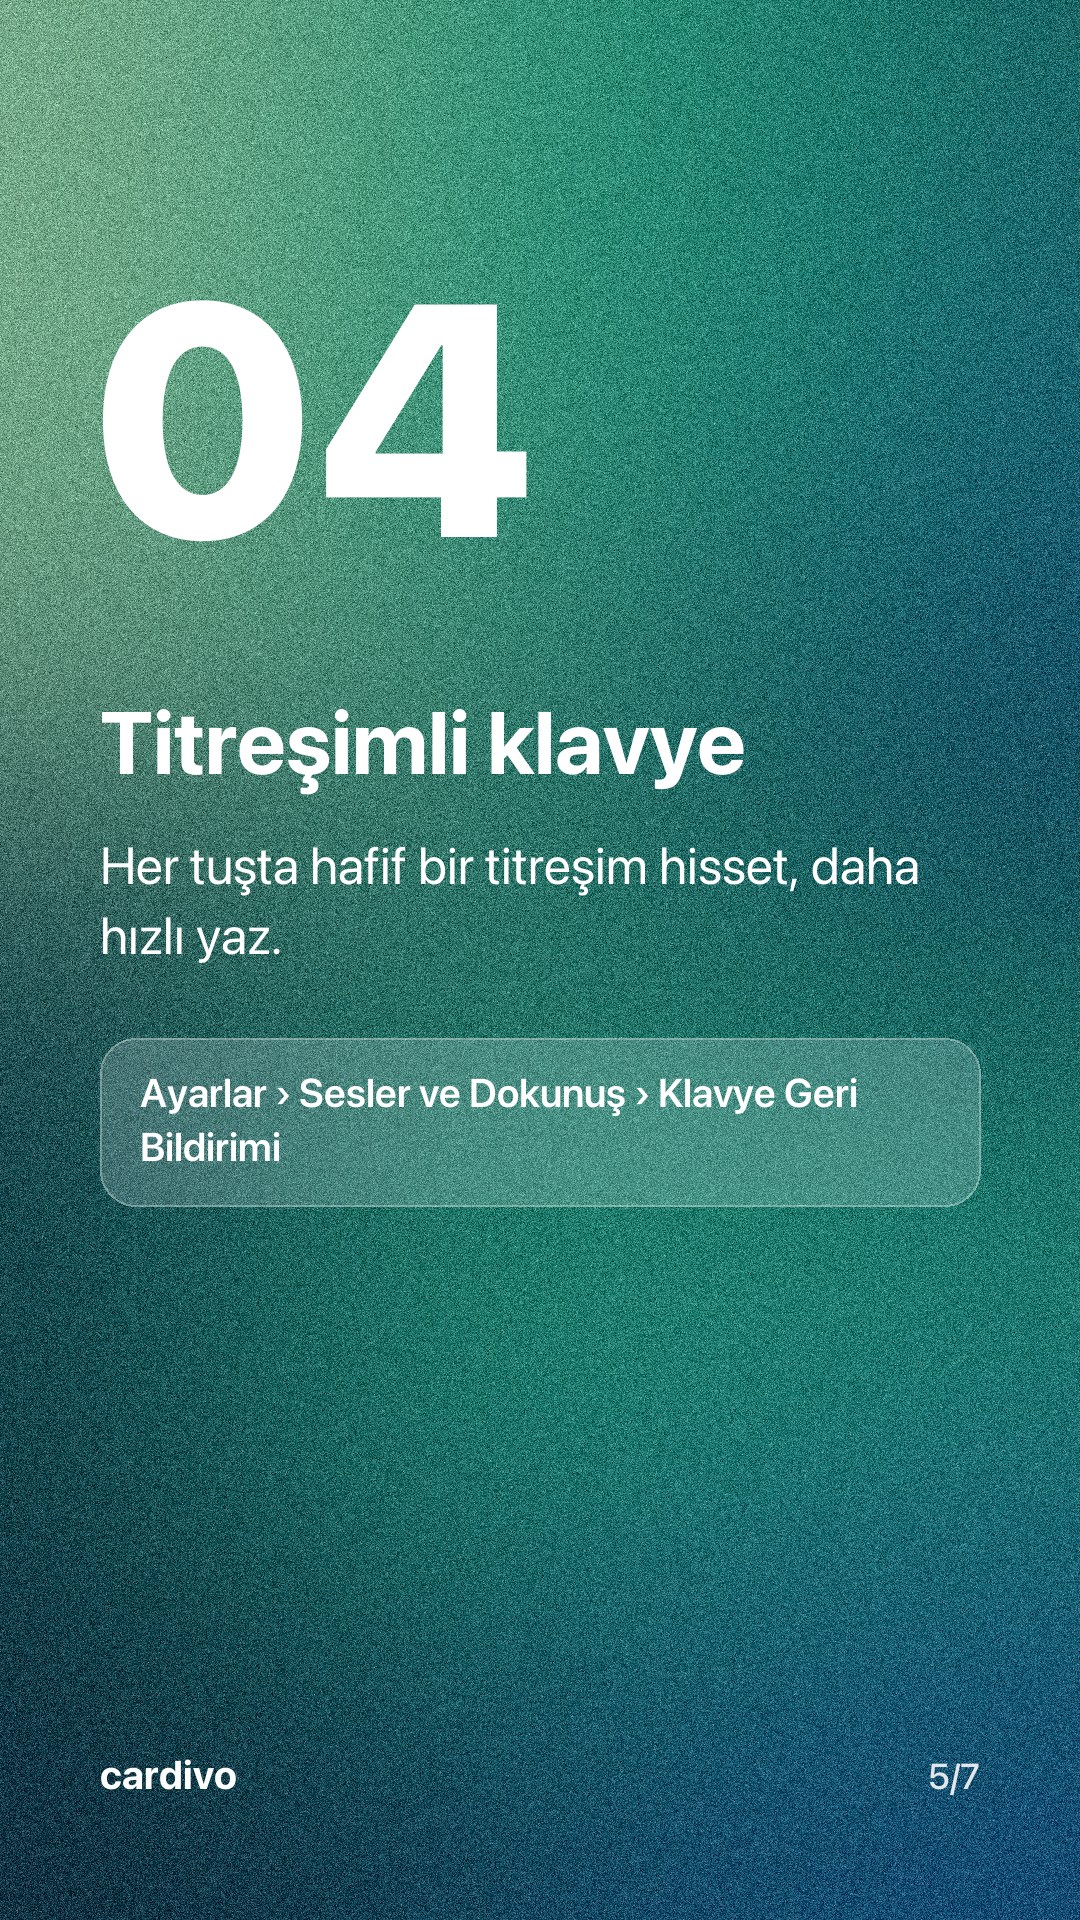 04
Titreşimli klavye
Her tuşta hafif bir titreşim hisset, daha
hızlı yaz.
Ayarlar › Sesler ve Dokunuş › Klavye Geri
Bildirimi
cardivo
5/7